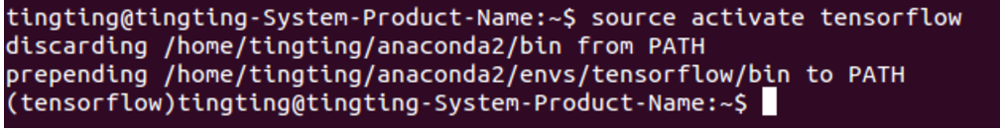 tingting@tingting-System-Product-Name:~$ source activate tensorflow
discarding /home/tingting/anaconda2/bin from PATH
prepending /home/tingting/anaconda2/envs/tensorflow/bin to PATH
(tensorflow)tingting@tingting-System-Product-Name:~$